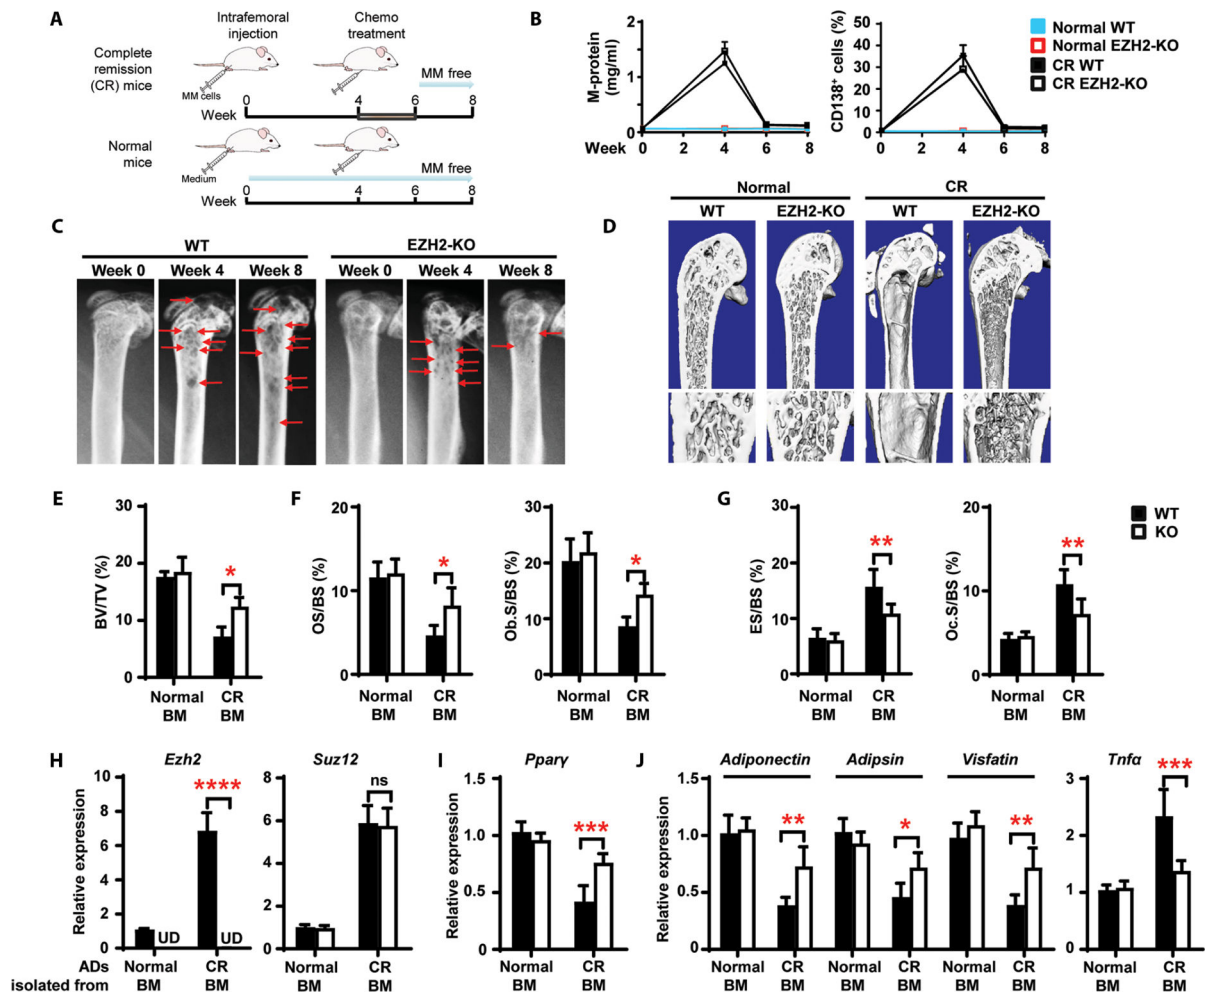 A
Intrafemoral
injection
Chemo
treatment
Complete
remission
(CR) mice
MM free
MM cells
0
4
6
8
Week
Normal
mice
MM free
Medium
0
4
6
8
Week
B
M-protein
(mg/ml)
2
1.5
1
0.5
0
Week
0
2
4
6
8
CD138⁺ cells (%)
50
40
30
20
10
0
0
2
4
6
8
Normal WT
Normal EZH2-KO
CR WT
CR EZH2-KO
C
WT
EZH2-KO
Week 0
Week 4
Week 8
Week 0
Week 4
Week 8
D
Normal
CR
WT
EZH2-KO
WT
EZH2-KO
E
BV/TV (%)
30
20
10
0
*
Normal
BM
CR
BM
F
OS/BS (%)
20
10
0
*
Normal
BM
CR
BM
Ob.S/BS (%)
30
20
10
0
*
Normal
BM
CR
BM
G
ES/BS (%)
30
20
10
0
**
Normal
BM
CR
BM
Oc.S/BS (%)
20
10
0
**
Normal
BM
CR
BM
WT
KO
H
Ezh2
Relative expression
10
8
6
4
2
0
****
UD
UD
ADs
isolated from
Normal
BM
CR
BM
Suz12
8
6
4
2
0
ns
Normal
BM
CR
BM
I
Pparγ
Relative expression
1.5
1.0
0.5
0
***
Normal
BM
CR
BM
J
Adiponectin
Adipsin
Visfatin
Relative expression
1.5
1.0
0.5
0
**
*
**
Normal
BM
CR
BM
Normal
BM
CR
BM
Normal
BM
CR
BM
Tnfα
3
2
1
0
***
Normal
BM
CR
BM